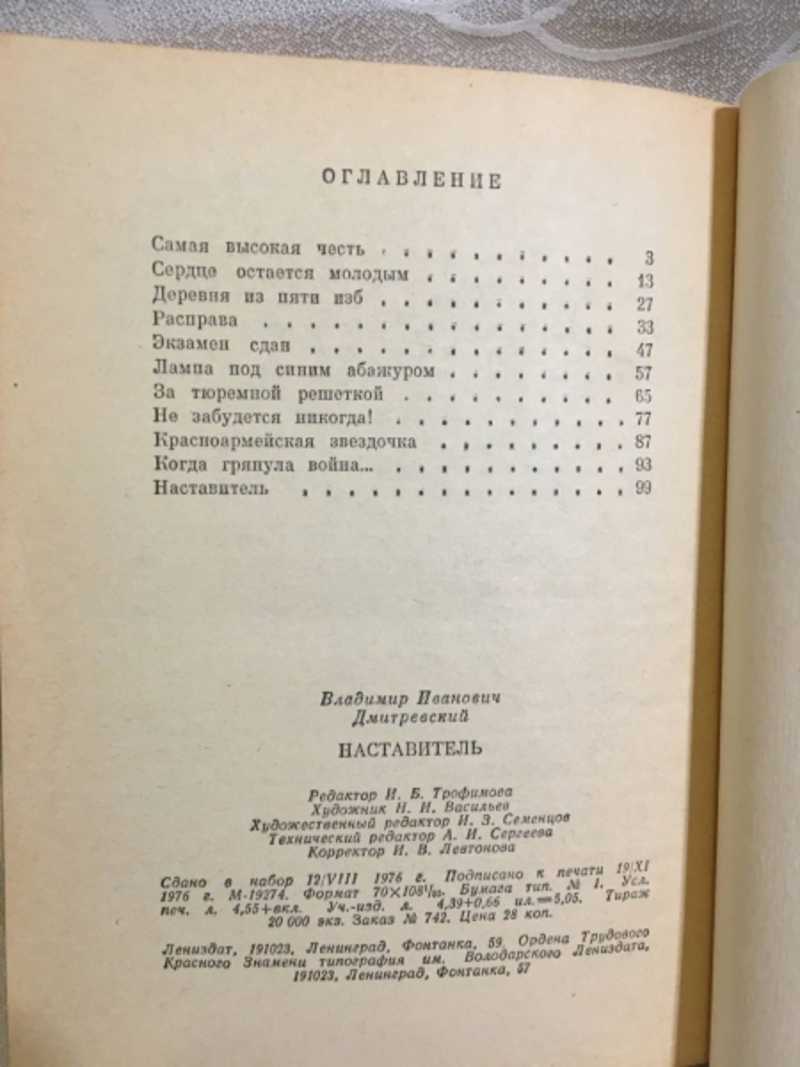 ОГЛАВЛЕНИЕ
Самая высокая честь . . . . . . . . . . . 3
Сердце остается молодым . . . . . . . . . 13
Деревня из пяти изб . . . . . . . . . . . 27
Расправа . . . . . . . . . . . . . . . . 33
Экзамен сдан . . . . . . . . . . . . . . 47
Лампа под синим абажуром . . . . . . . . 57
За тюремной решеткой . . . . . . . . . . 65
Не забудется никогда! . . . . . . . . . . 77
Красноармейская звездочка . . . . . . . . 87
Когда грянула война... . . . . . . . . . . 93
Наставитель . . . . . . . . . . . . . . . 99
Владимир Иванович
Дмитревский
НАСТАВИТЕЛЬ
Редактор И. Б. Трофимова
Художник Н. И. Васильев
Художественный редактор И. З. Семенцов
Технический редактор А. И. Сергеева
Корректор И. В. Левтонова
Сдано в набор 12/VIII 1976 г. Подписано к печати 19/XI
1976 г. М-19274. Формат 70×108¹/₃₂. Бумага тип. № 1. Усл.
печ. л. 4,55+вкл. Уч.-изд. л. 4,39+0,66 ил.=5,05. Тираж
20 000 экз. Заказ № 742. Цена 28 коп.
Лениздат, 191023, Ленинград, Фонтанка, 59. Ордена Трудового
Красного Знамени типография им. Володарского Лениздата,
191023, Ленинград, Фонтанка, 57